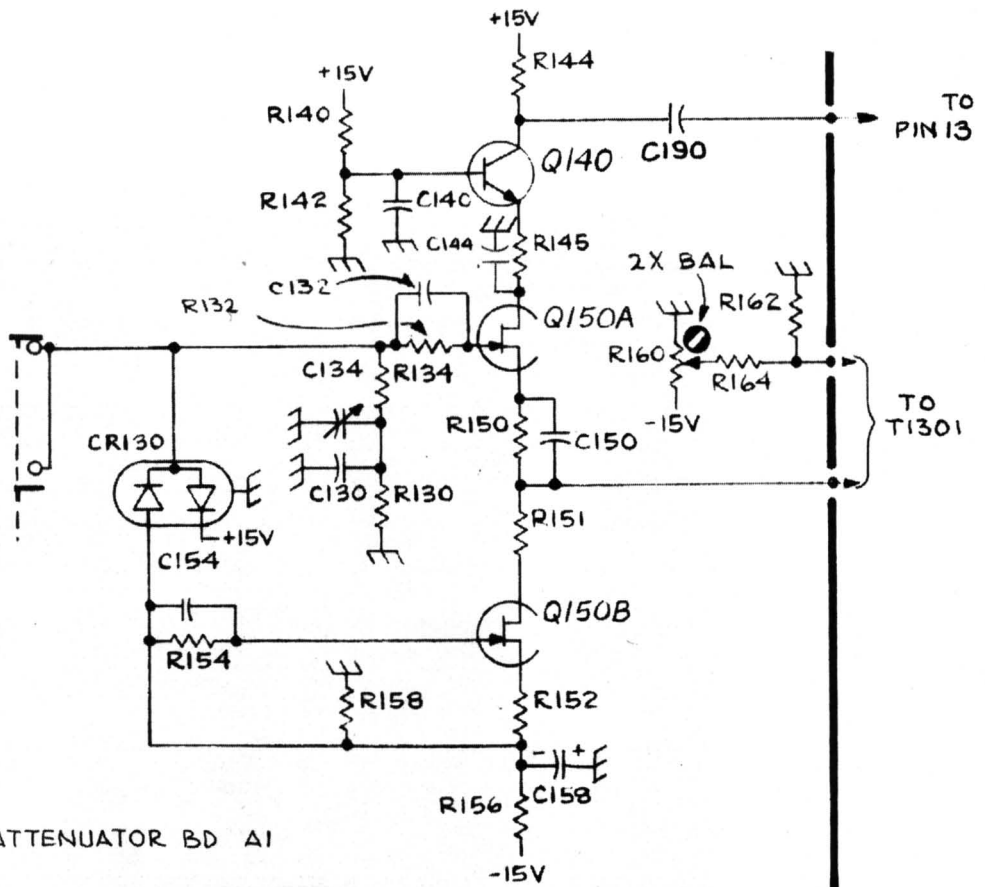 +15V
R144
+15V
R140
TO
PIN 13
C190
Q140
R142
C140
C144
R145
2X BAL
C132
R162
R132
Q150A
R160
C134
R134
R164
-15V
TO
T1301
R150
C150
CR130
C130
R130
R151
+15V
C154
Q150B
R154
R158
R152
- +
C158
R156
ATTENUATOR BD A1
-15V